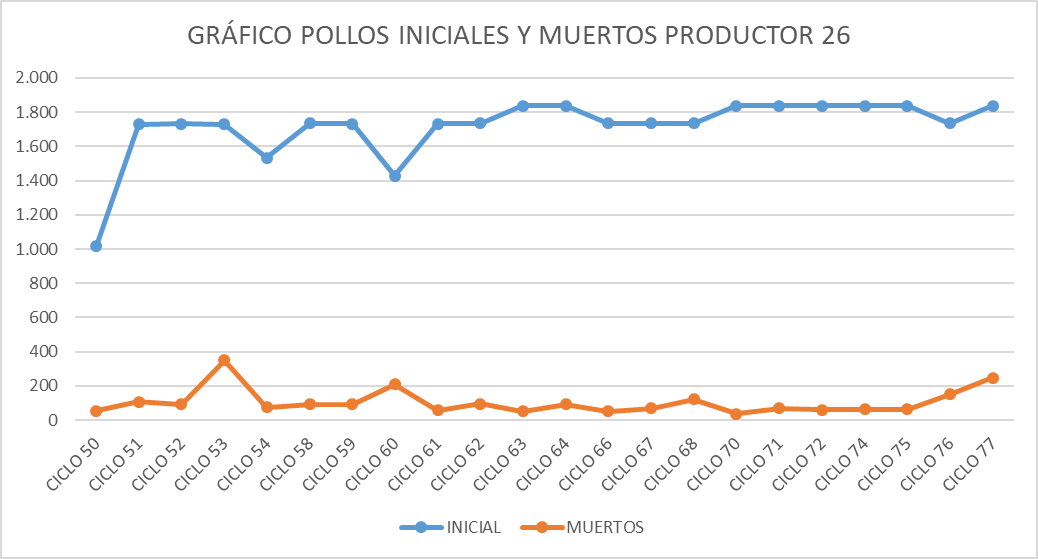 GRÁFICO POLLOS INICIALES Y MUERTOS PRODUCTOR 26
2.000
1.800
1.600
1.400
1.200
1.000
800
600
400
200
0
CICLO 50
CICLO 51
CICLO 52
CICLO 53
CICLO 54
CICLO 58
CICLO 59
CICLO 60
CICLO 61
CICLO 62
CICLO 63
CICLO 64
CICLO 66
CICLO 67
CICLO 68
CICLO 70
CICLO 71
CICLO 72
CICLO 74
CICLO 75
CICLO 76
CICLO 77
INICIAL MUERTOS